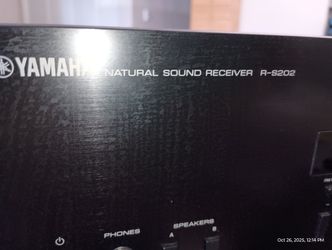 YAMAHA NATURAL SOUND RECEIVER R-S202
SPEAKERS
PHONES A B
Oct 26, 2025, 12:14 PM